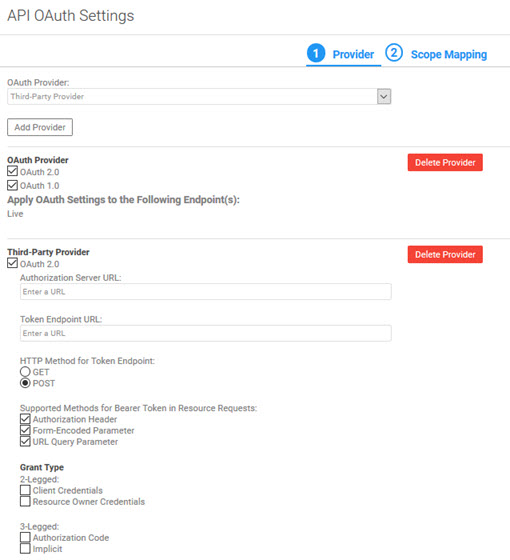 API OAuth Settings
1 Provider 2 Scope Mapping
OAuth Provider:
Third-Party Provider
Add Provider
OAuth Provider
Delete Provider
OAuth 2.0
OAuth 1.0
Apply OAuth Settings to the Following Endpoint(s):
Live
Third-Party Provider
Delete Provider
OAuth 2.0
Authorization Server URL:
Enter a URL
Token Endpoint URL:
Enter a URL
HTTP Method for Token Endpoint:
GET
POST
Supported Methods for Bearer Token in Resource Requests:
Authorization Header
Form-Encoded Parameter
URL Query Parameter
Grant Type
2-Legged:
Client Credentials
Resource Owner Credentials
3-Legged:
Authorization Code
Implicit